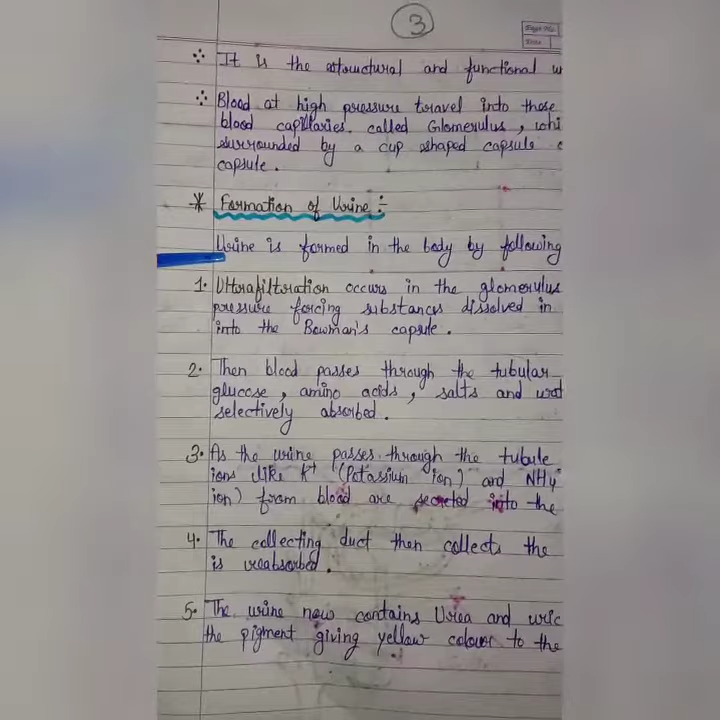 3
Page No.
Date
∴ It is the structural and functional u
∴ Blood at high pressure travel into those
blood capillaries called Glomerulus, whi
surrounded by a cup shaped capsule
capsule.
* Formation of Urine :-
Urine is formed in the body by following
1. Ultrafiltration occurs in the glomerulus
pressure forcing substances dissolved in
into the Bowman's capsule.
2. Then blood passes through the tubular
glucose, amino acids, salts and wat
selectively absorbed.
3. As the urine passes through the tubule
ions like K+ (Potassium ion) and NH4
ion) from blood are secreted into the
4. The collecting duct then collects the
is reabsorbed.
5. The urine now contains Urea and uric
the pigment giving yellow colour to the